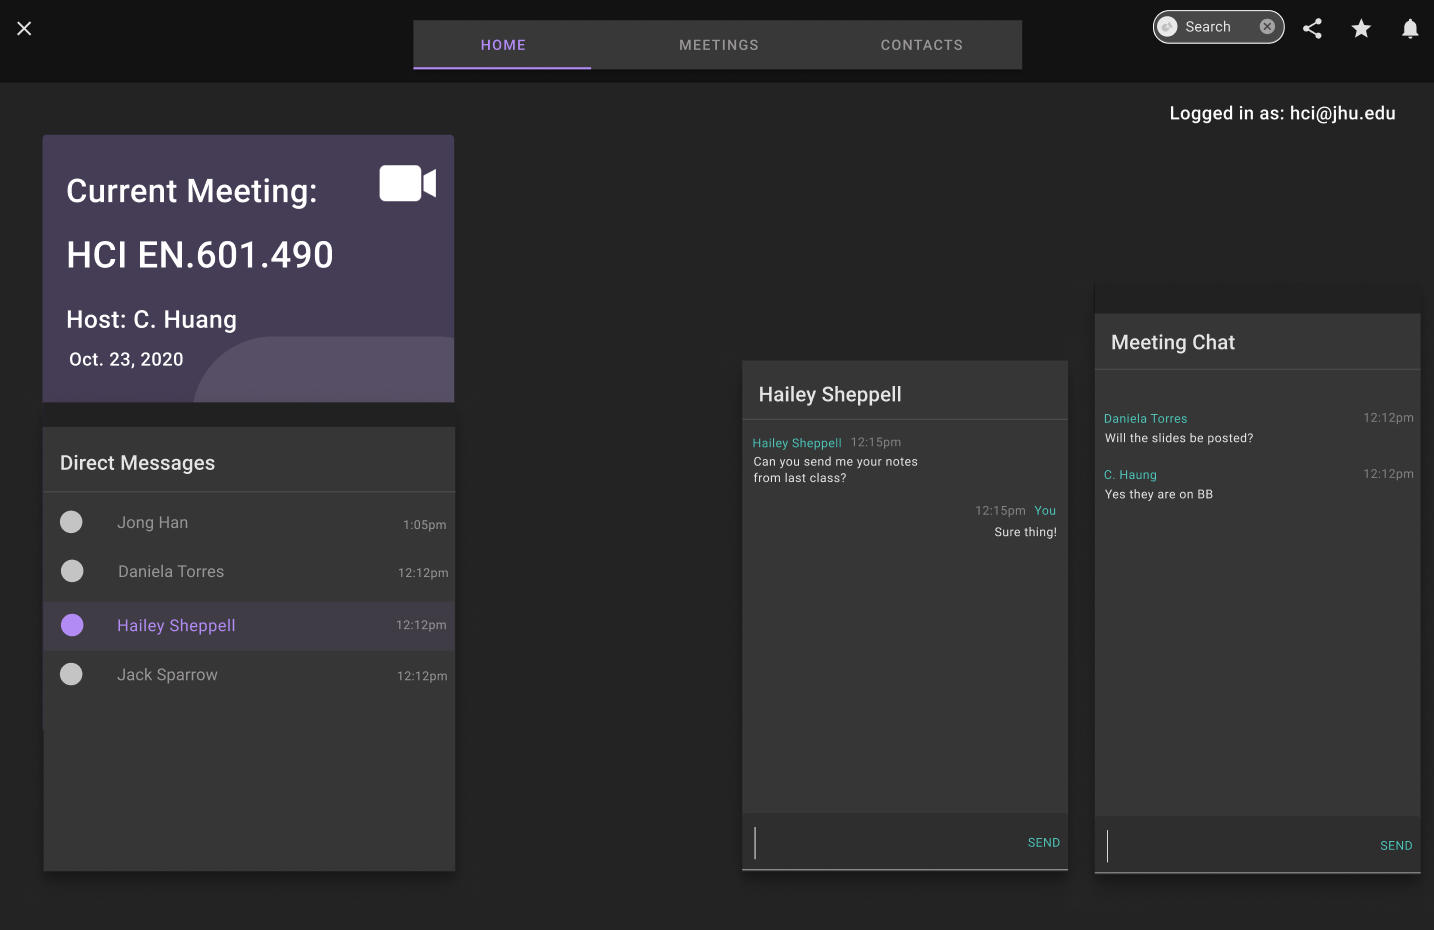 HOME
MEETINGS
CONTACTS
Search
Logged in as: hci@jhu.edu
Current Meeting:
HCI EN.601.490
Host: C. Huang
Oct. 23, 2020
Direct Messages
Jong Han 1:05pm
Daniela Torres 12:12pm
Hailey Sheppell 12:12pm
Jack Sparrow 12:12pm
Hailey Sheppell
Hailey Sheppell 12:15pm
Can you send me your notes
from last class?
12:15pm You
Sure thing!
SEND
Meeting Chat
Daniela Torres 12:12pm
Will the slides be posted?
C. Haung 12:12pm
Yes they are on BB
SEND